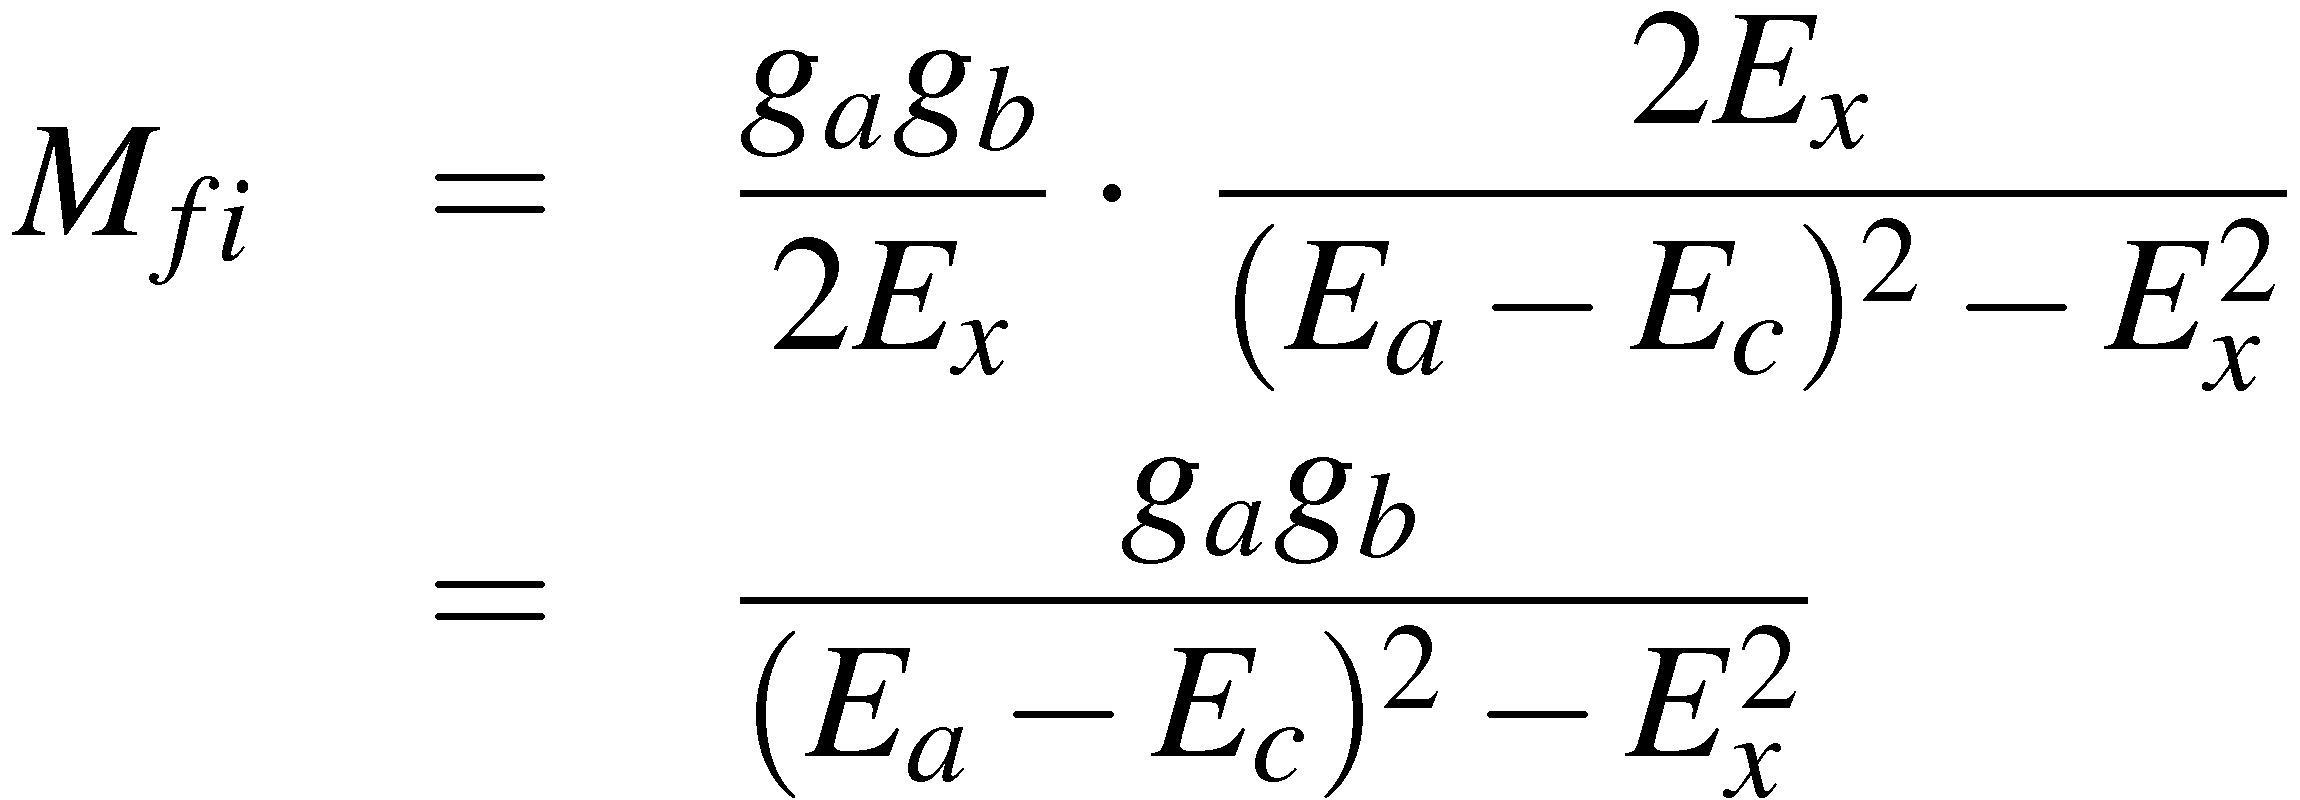 M_{fi} = \frac{g_a g_b}{2E_x} \cdot \frac{2E_x}{(E_a - E_c)^2 - E_x^2}
= \frac{g_a g_b}{(E_a - E_c)^2 - E_x^2}